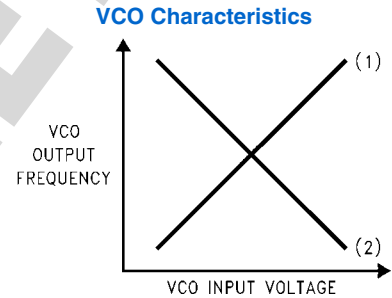 VCO Characteristics
(1)
VCO
OUTPUT
FREQUENCY
(2)
VCO INPUT VOLTAGE